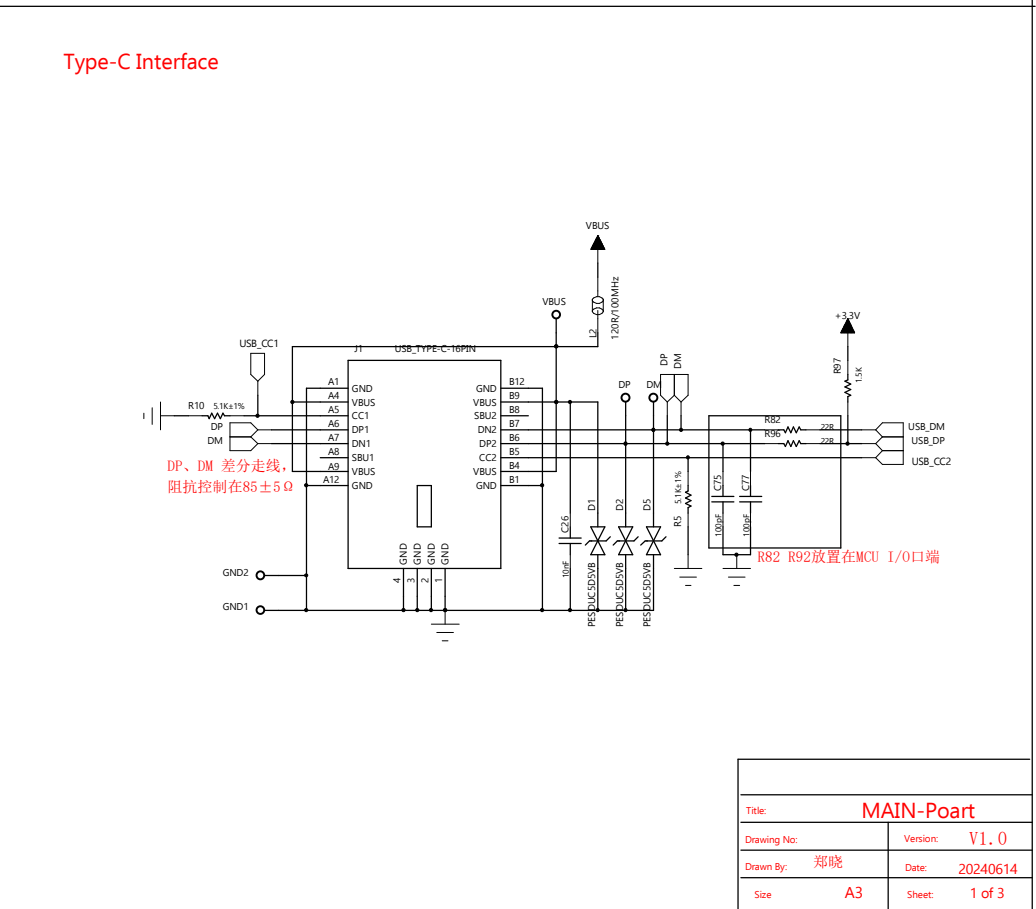 Type-C Interface
VBUS
120R/100MHz
L2
VBUS
+3.3V
R97
1.5K
USB_CC1
J1
USB_TYPE-C-16PIN
DP
DM
DP
DM
A1
GND
GND
B12
A4
VBUS
VBUS
B9
R10
5.1K±1%
A5
CC1
SBU2
B8
DP
A6
DP1
DN2
B7
R82
22R
USB_DM
DM
A7
DN1
DP2
B6
R96
22R
USB_DP
A8
SBU1
CC2
B5
USB_CC2
A9
VBUS
VBUS
B4
A12
GND
GND
B1
DP、DM 差分走线，
阻抗控制在85±5Ω
C26
10nF
D1
PESDUC5D5VB
D2
PESDUC5D5VB
D5
PESDUC5D5VB
R5
5.1K±1%
C75
100pF
C77
100pF
R82 R92放置在MCU I/O口端
GND
GND
GND
GND
4
3
2
1
GND2
GND1
Title:
MAIN-Poart
Drawing No:
Version:
V1.0
Drawn By:
郑晓
Date:
20240614
Size
A3
Sheet:
1 of 3